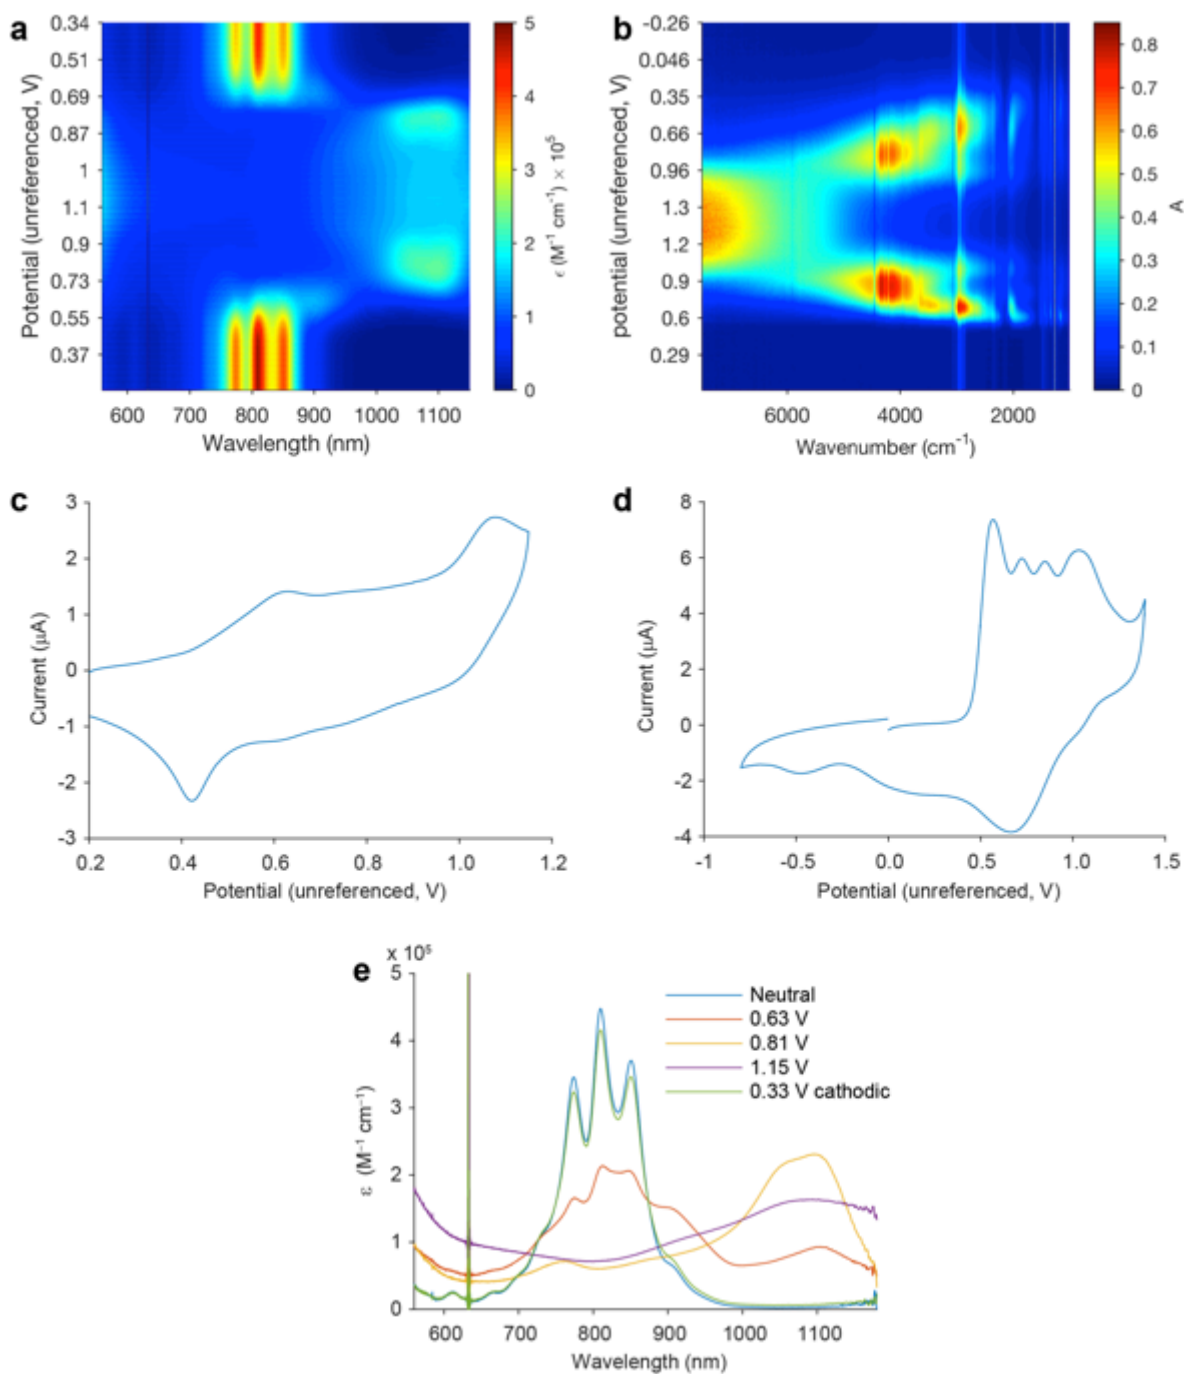 a
0.34
0.51
0.69
0.87
1
1.1
0.9
0.73
0.55
0.37
Potential (unreferenced, V)
600 700 800 900 1000 1100
Wavelength (nm)
5
4
3
2
1
0
ϵ (M⁻¹ cm⁻¹) × 10⁵
b
-0.26
0.046
0.35
0.66
0.96
1.3
1.2
0.9
0.6
0.29
potential (unreferenced, V)
6000 4000 2000
Wavenumber (cm⁻¹)
0.8
0.7
0.6
0.5
0.4
0.3
0.2
0.1
0
A
c
3
2
1
0
-1
-2
-3
Current (μA)
0.2 0.4 0.6 0.8 1.0 1.2
Potential (unreferenced, V)
d
8
6
4
2
0
-2
-4
Current (μA)
-1 -0.5 0.0 0.5 1.0 1.5
Potential (unreferenced, V)
e
x 10⁵
5
4
3
2
1
0
ε (M⁻¹ cm⁻¹)
600 700 800 900 1000 1100
Wavelength (nm)
Neutral
0.63 V
0.81 V
1.15 V
0.33 V cathodic